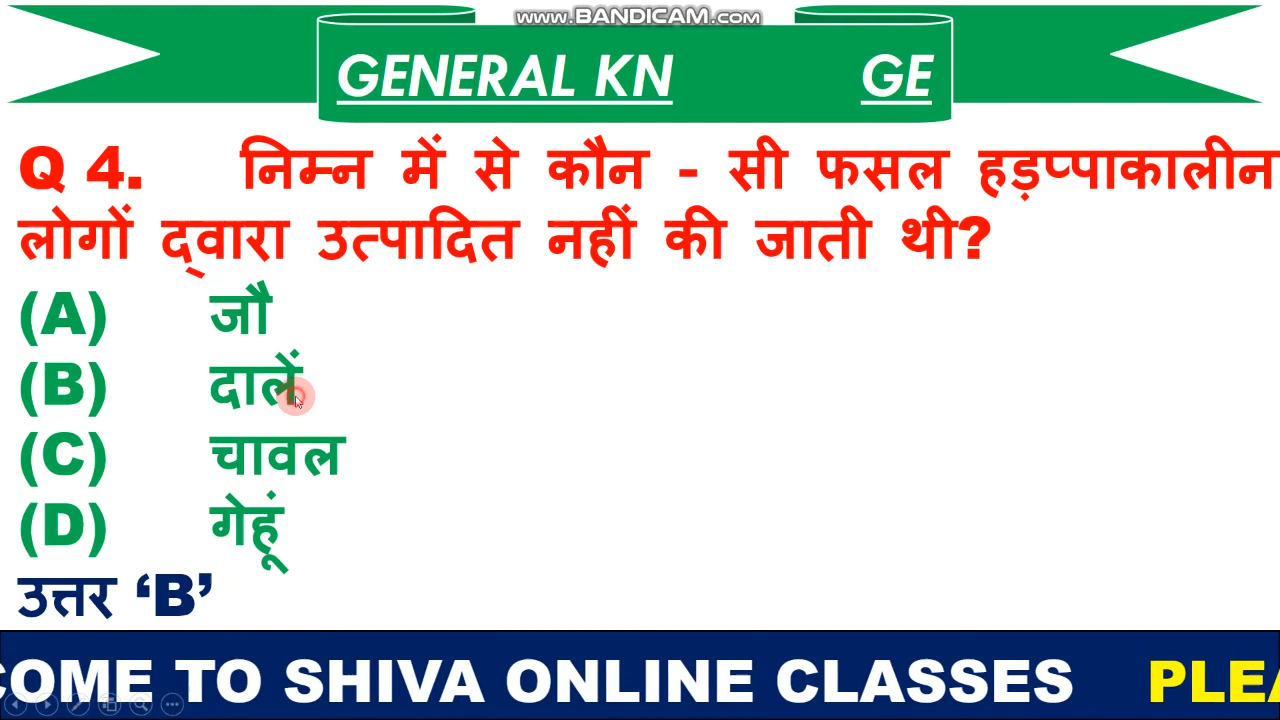 www.BANDICAM.com
GENERAL KN GE
Q 4. निम्न में से कौन - सी फसल हड़प्पाकालीन
लोगों द्वारा उत्पादित नहीं की जाती थी?
(A) जौ
(B) दालें
(C) चावल
(D) गेहूं
उत्तर ‘B’
COME TO SHIVA ONLINE CLASSES PLEA